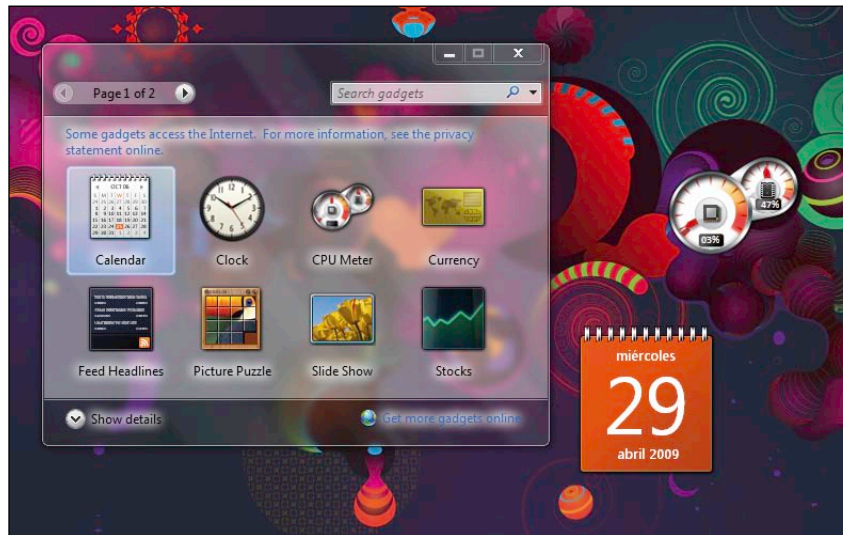 Page 1 of 2
Search gadgets
Some gadgets access the Internet. For more information, see the privacy
statement online.
OCT 06
Calendar
Clock
CPU Meter
Currency
Feed Headlines
Picture Puzzle
Slide Show
Stocks
Show details
Get more gadgets online
47%
03%
miércoles
29
abril 2009